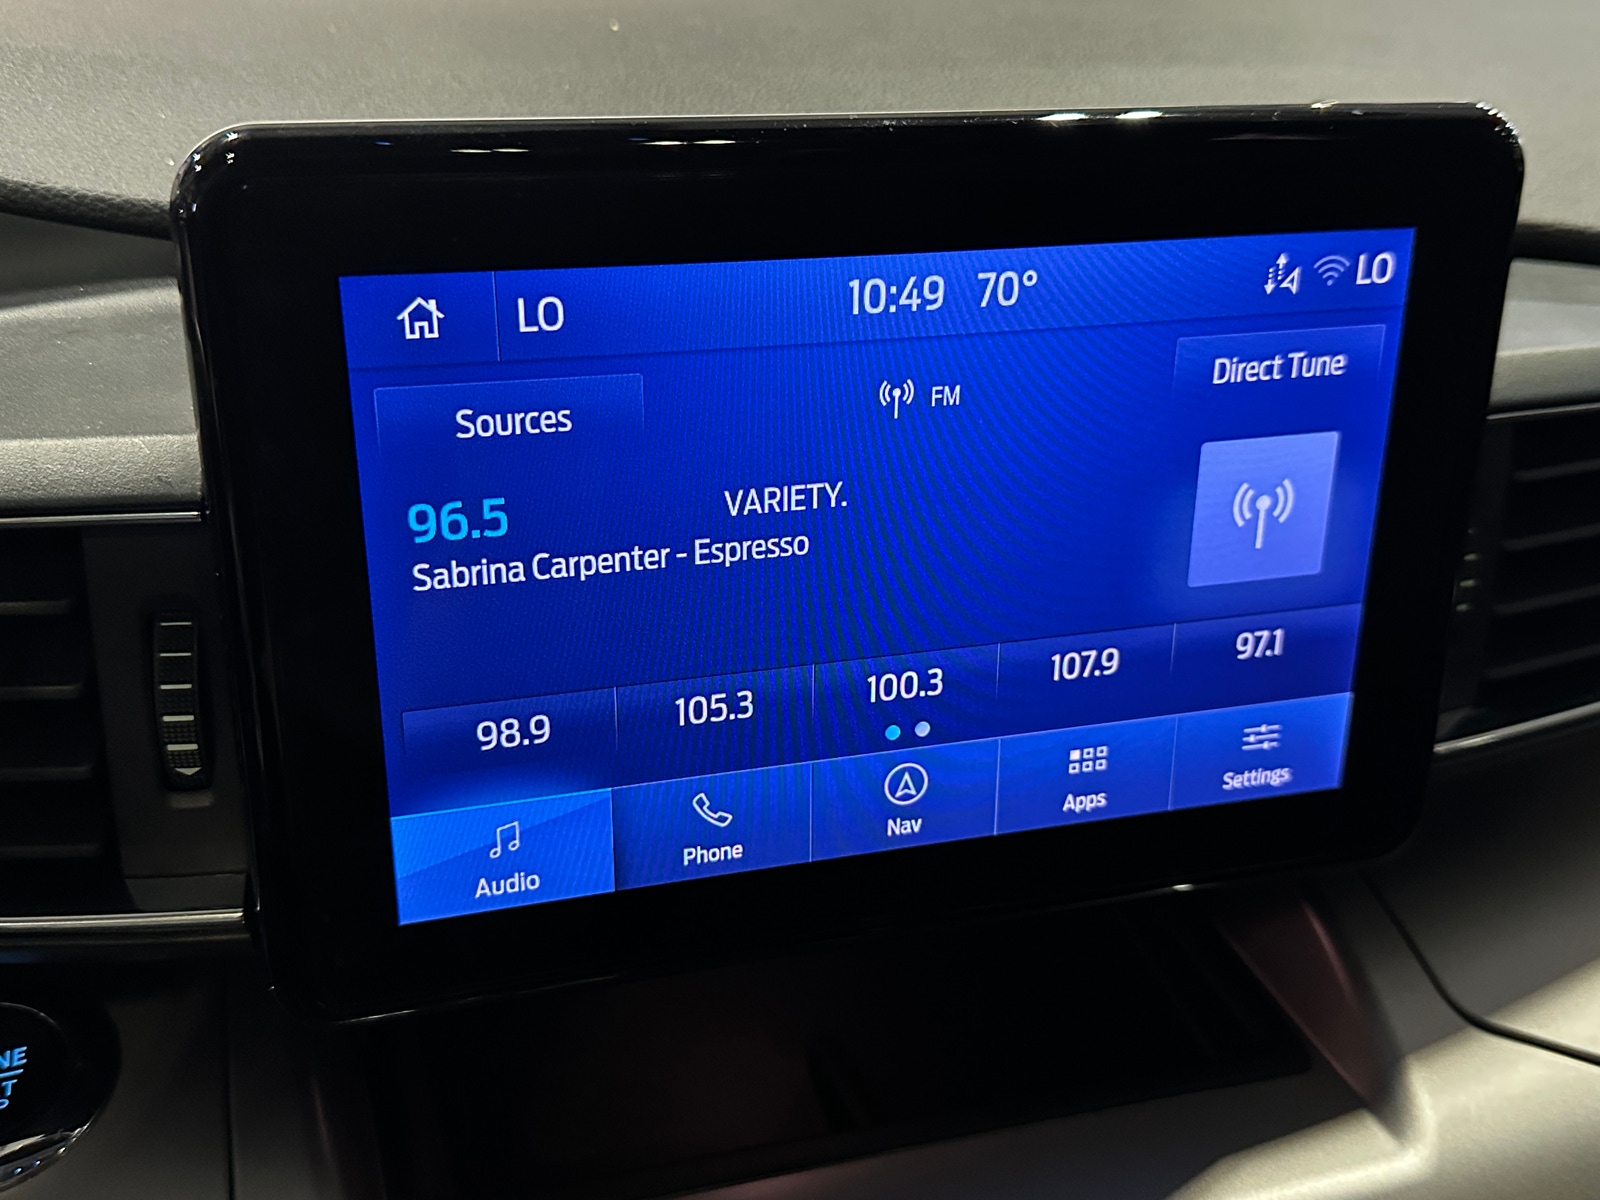 LO
10:49 70°
LO
Sources
FM
Direct Tune
96.5
VARIETY.
Sabrina Carpenter - Espresso
98.9
105.3
100.3
107.9
97.1
Audio
Phone
Nav
Apps
Settings